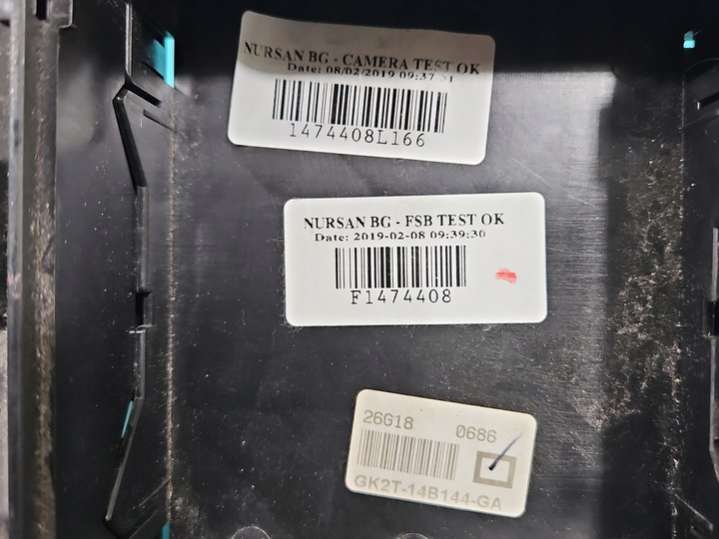 NURSAN BG - CAMERA TEST OK
Date: 08/02/2019 09:37:51
1474408L166
NURSAN BG - FSB TEST OK
Date: 2019-02-08 09:39:30
F1474408
26G18 0686
GK2T-14B144-GA